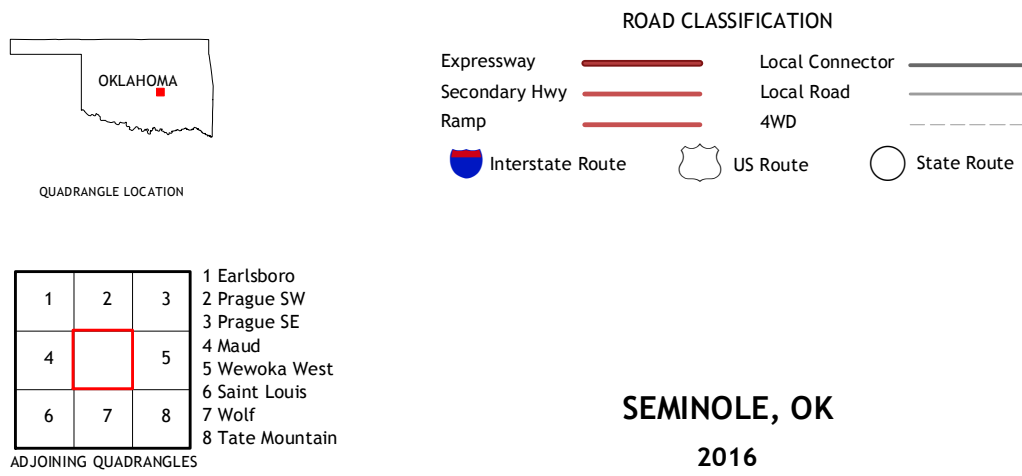 OKLAHOMA
QUADRANGLE LOCATION
ROAD CLASSIFICATION
Expressway
Secondary Hwy
Ramp
Local Connector
Local Road
4WD
Interstate Route
US Route
State Route
1 2 3
4 5
6 7 8
ADJOINING QUADRANGLES
1 Earlsboro
2 Prague SW
3 Prague SE
4 Maud
5 Wewoka West
6 Saint Louis
7 Wolf
8 Tate Mountain
SEMINOLE, OK
2016